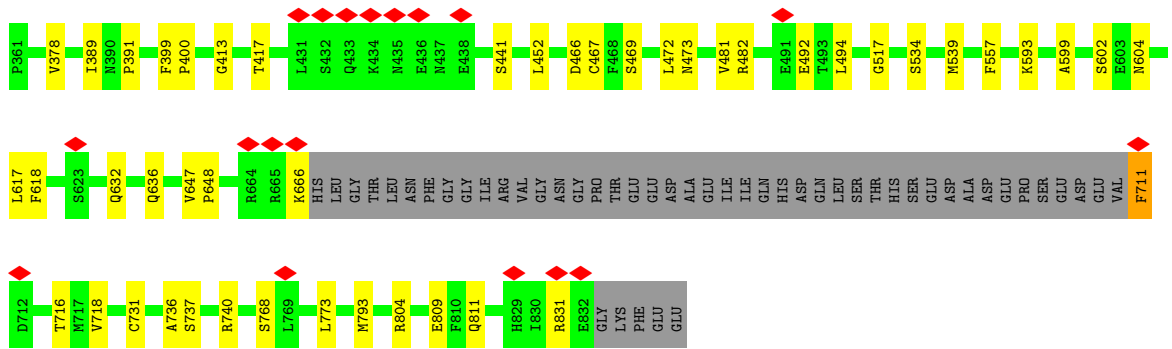 P361 V378 I389 N390 P391 F399 P400 G413 T417 L431 S432 Q433 K434 N435 E436 N437 E438 S441 L452 D466 C467 F468 S469 L472 N473 V481 R482 E491 E492 T493 L494 G517 S534 M539 F557 K593 A599 S602 E603 N604
L617 F618 S623 Q632 Q636 V647 P648 R664 R665 K666 HIS LEU GLY THR LEU ASN PHE GLY GLY ILE ARG VAL GLY ASN GLY PRO THR GLU GLU ASP ALA GLU ILE ILE GLN HIS ASP GLN LEU SER THR HIS SER GLU ASP ALA ASP GLU PRO SER GLU ASP GLU VAL F711
D712 T716 M717 V718 C731 A736 S737 R740 S768 L769 L773 M793 R804 E809 F810 Q811 H829 I830 R831 E832 GLY LYS PHE GLU GLU